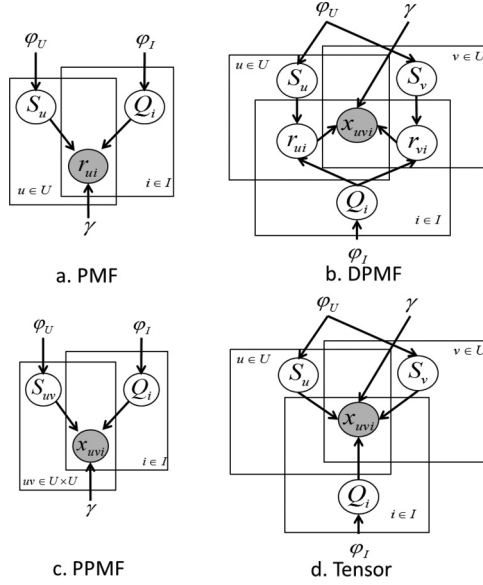 φ_U φ_I
S_u Q_i
r_ui
u ∈ U i ∈ I
γ
a. PMF
φ_U γ
u ∈ U v ∈ U
S_u S_v
x_uvi
r_ui r_vi
Q_i
i ∈ I
φ_I
b. DPMF
φ_U φ_I
S_uv Q_i
x_uvi
i ∈ I
uv ∈ U×U
γ
c. PPMF
φ_U γ
u ∈ U v ∈ U
S_u S_v
x_uvi
Q_i
i ∈ I
φ_I
d. Tensor